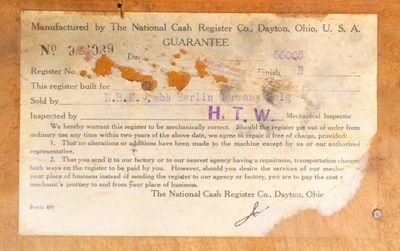 Manufactured by The National Cash Register Co., Dayton, Ohio, U. S. A.
GUARANTEE
No
Register No. Finish B
This register built for
Sold by Berlin Germany
Inspected by H. T. W. Mechanical Inspector
We hereby warrant this register to be mechanically correct. Should the register get out of order from
ordinary use any time within two years of the above date, we agree to repair it free of charge, provided:
1. That no alterations or additions have been made to the machine except by us or our authorized
representative.
2. That you send it to our factory or to our nearest agency having a repairman, transportation charges
both ways on the register to be paid by you. However, should you desire the services of our
your place of business instead of sending the register to our agency or factory, you are to pay the cost
mechanic's journey to and from your place of business.
The National Cash Register Co., Dayton, Ohio
Form